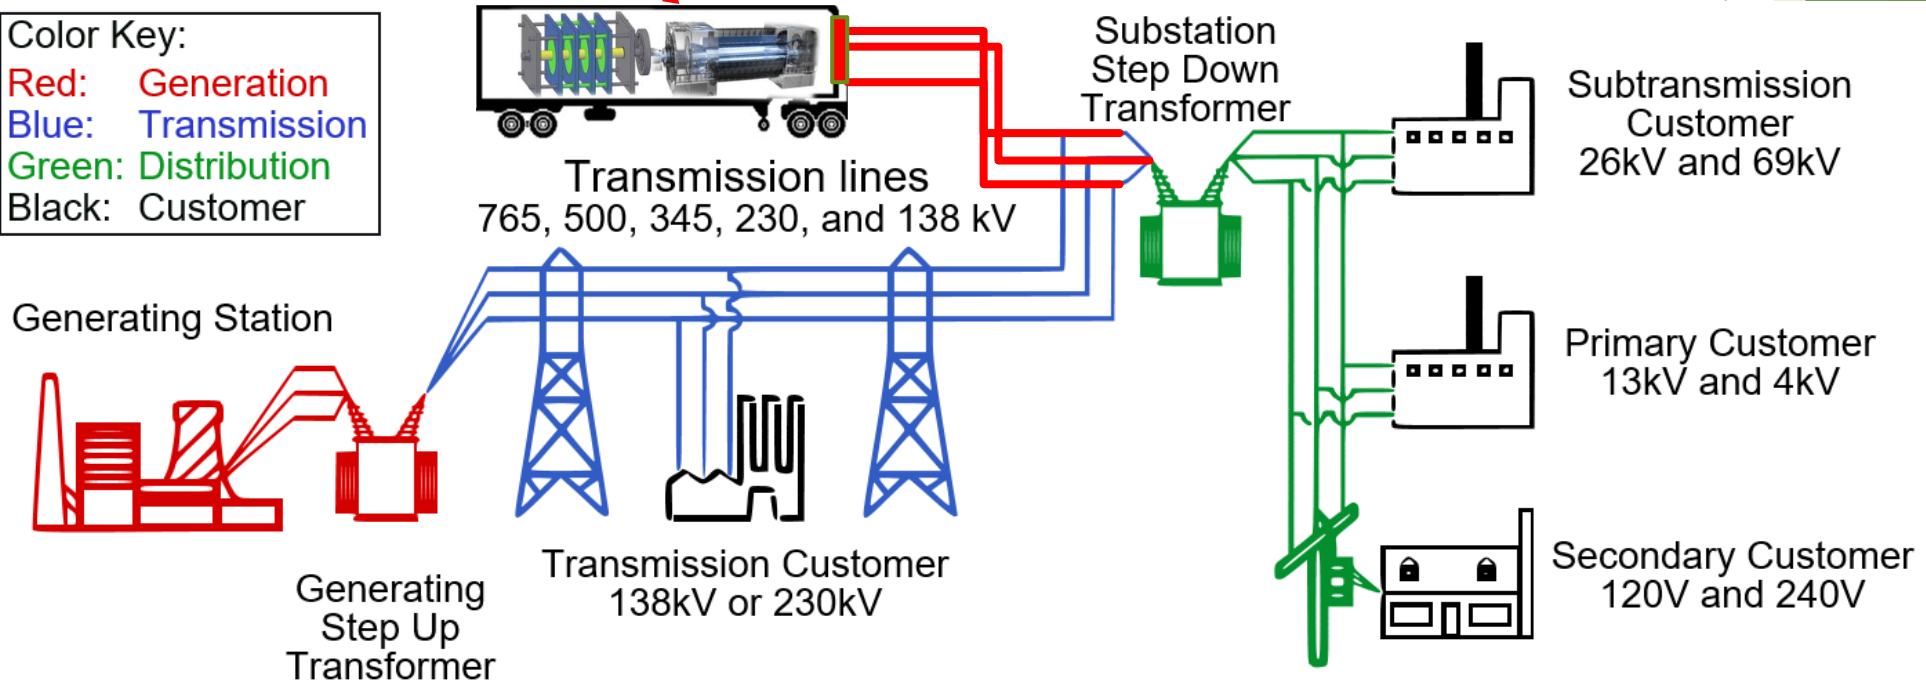 Color Key:
Red: Generation
Blue: Transmission
Green: Distribution
Black: Customer
Substation
Step Down
Transformer
Subtransmission
Customer
26kV and 69kV
Transmission lines
765, 500, 345, 230, and 138 kV
Generating Station
Primary Customer
13kV and 4kV
Transmission Customer
138kV or 230kV
Generating
Step Up
Transformer
Secondary Customer
120V and 240V